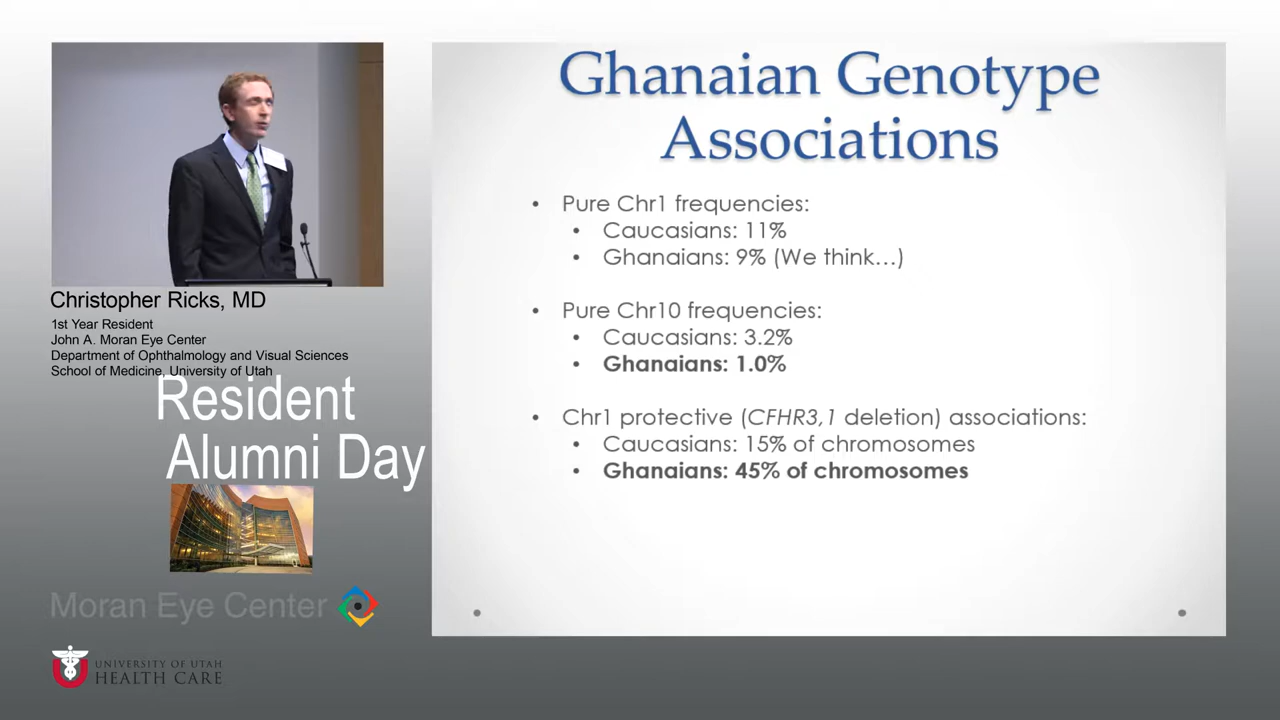 Ghanaian Genotype
Associations
• Pure Chr1 frequencies:
• Caucasians: 11%
• Ghanaians: 9% (We think…)
• Pure Chr10 frequencies:
• Caucasians: 3.2%
• Ghanaians: 1.0%
• Chr1 protective (CFHR3,1 deletion) associations:
• Caucasians: 15% of chromosomes
• Ghanaians: 45% of chromosomes
Christopher Ricks, MD
1st Year Resident
John A. Moran Eye Center
Department of Ophthalmology and Visual Sciences
School of Medicine, University of Utah
Resident
Alumni Day
Moran Eye Center
UNIVERSITY OF UTAH
HEALTH CARE